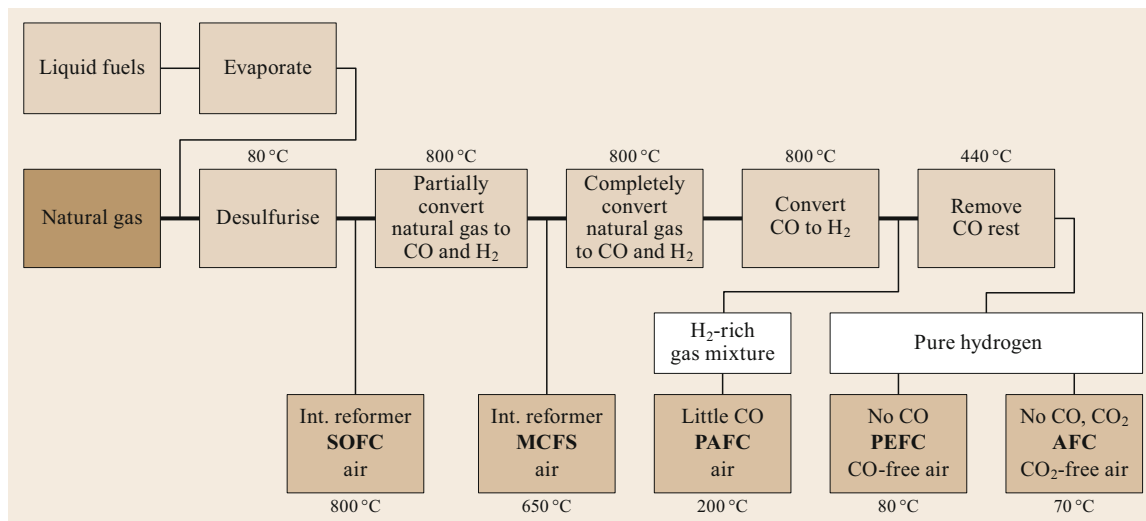 Liquid fuels
Evaporate
80 °C
800 °C
800 °C
800 °C
440 °C
Natural gas
Desulfurise
Partially
convert
natural gas to
CO and H₂
Completely
convert
natural gas
to CO and H₂
Convert
CO to H₂
Remove
CO rest
H₂-rich
gas mixture
Pure hydrogen
Int. reformer
SOFC
air
Int. reformer
MCFS
air
Little CO
PAFC
air
No CO
PEFC
CO-free air
No CO, CO₂
AFC
CO₂-free air
800 °C
650 °C
200 °C
80 °C
70 °C